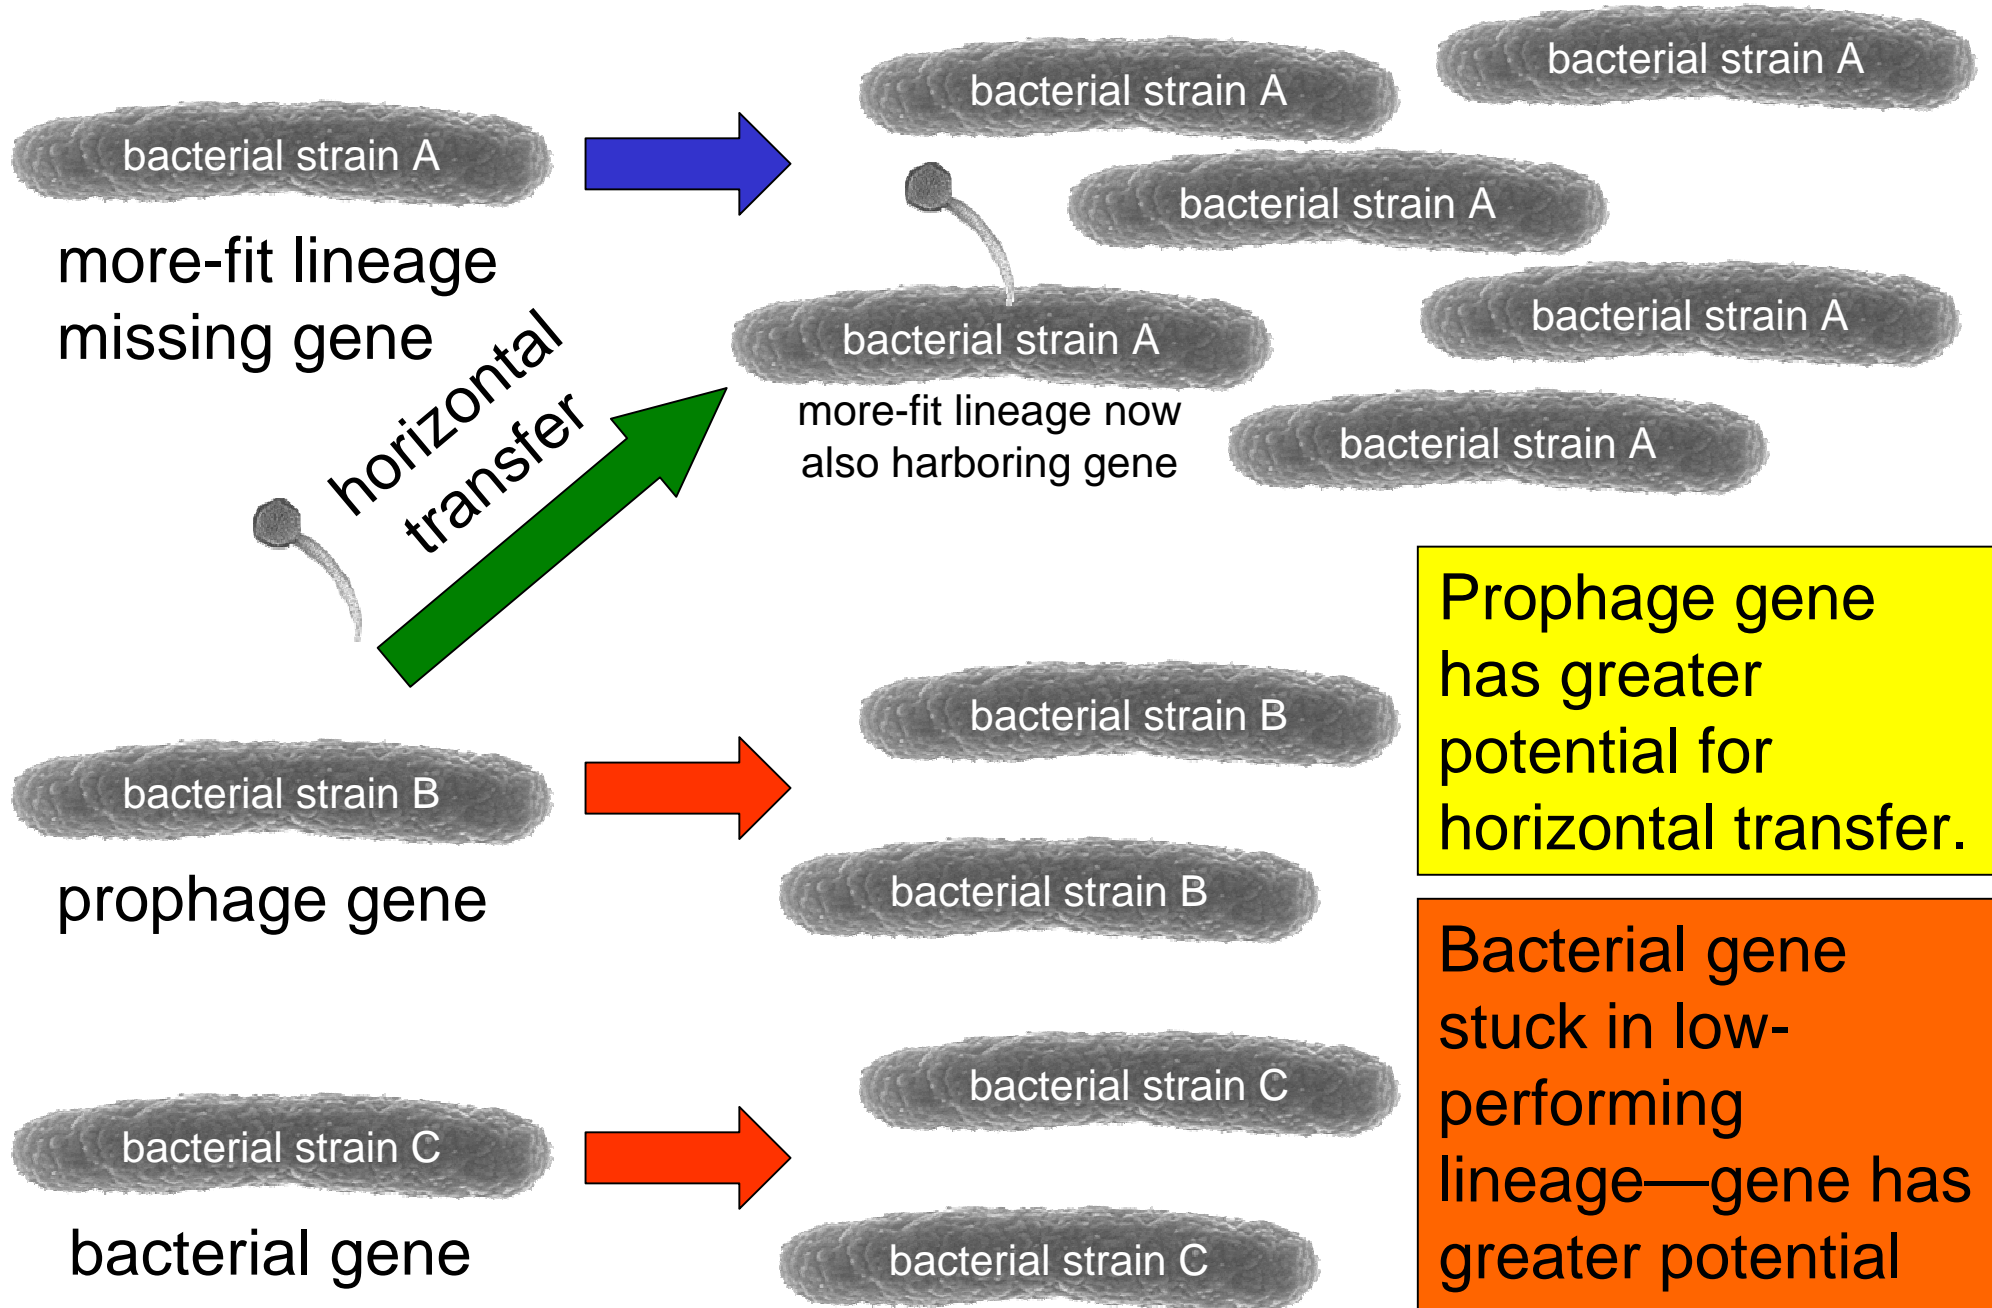 bacterial strain A
bacterial strain A
bacterial strain A
bacterial strain A
more-fit lineage
missing gene
bacterial strain A
bacterial strain A
horizontal
transfer
more-fit lineage now
also harboring gene
bacterial strain A
bacterial strain B
prophage gene
bacterial strain B
bacterial strain B
Prophage gene
has greater
potential for
horizontal transfer.
bacterial strain C
bacterial gene
bacterial strain C
bacterial strain C
Bacterial gene
stuck in low-
performing
lineage—gene has
greater potential